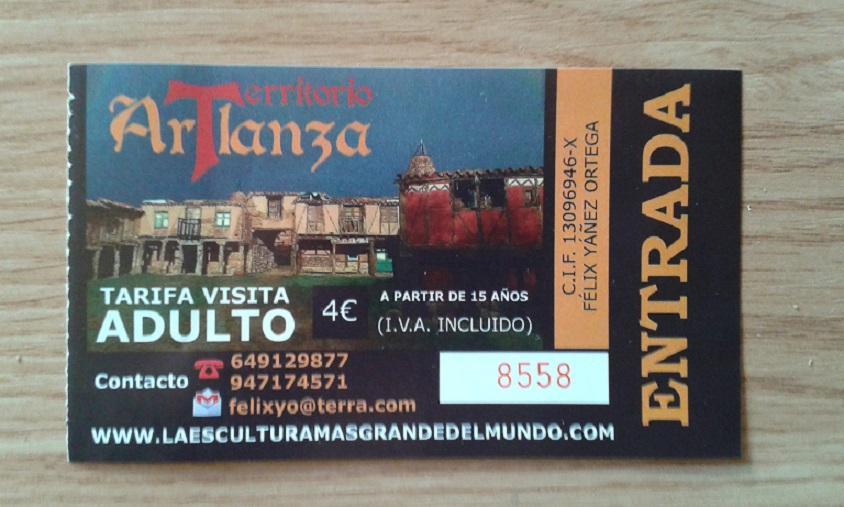 Territorio
ArTlanza
TARIFA VISITA
ADULTO
4€
A PARTIR DE 15 AÑOS
(I.V.A. INCLUIDO)
Contacto
649129877
947174571
felixyo@terra.com
8558
WWW.LAESCULTURAMASGRANDEDELMUNDO.COM
C.I.F. 13096946-X
FÉLIX YÁÑEZ ORTEGA
ENTRADA